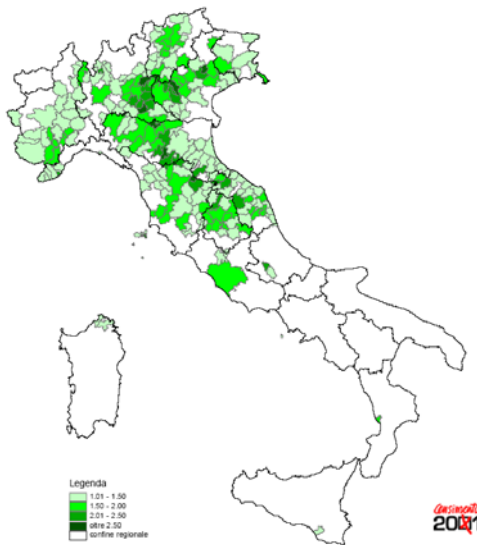 Legenda
1.01 - 1.50
1.50 - 2.00
2.01 - 2.50
oltre 2.50
confine regionale
Censimento
2001